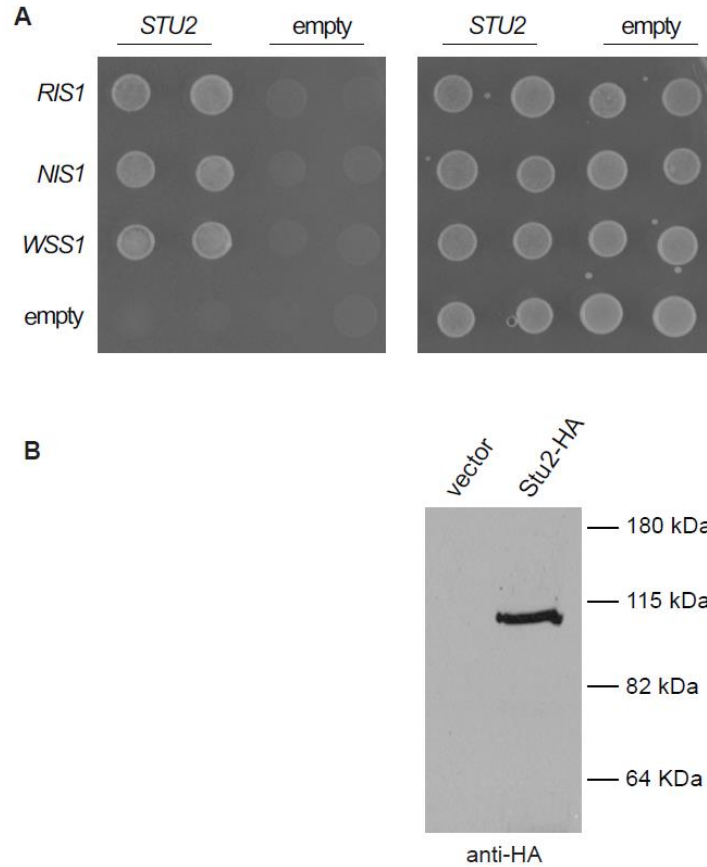 A
STU2 empty STU2 empty
RIS1
NIS1
WSS1
empty
B
vector Stu2-HA
180 kDa
115 kDa
82 kDa
64 KDa
anti-HA